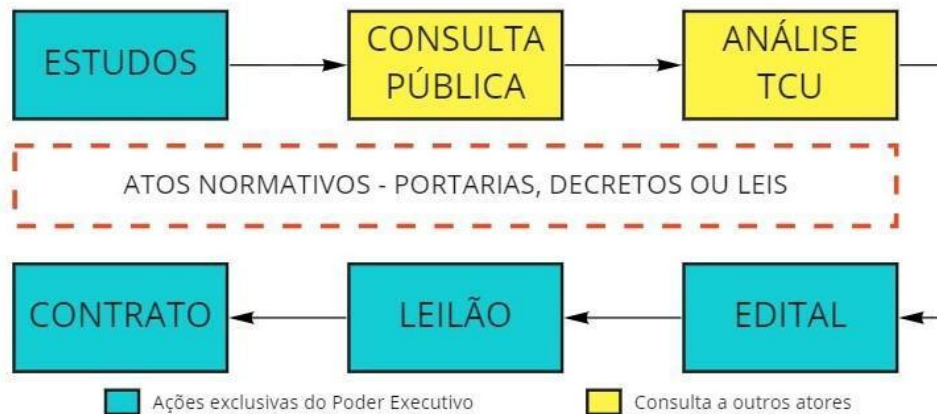 ESTUDOS
CONSULTA
PÚBLICA
ANÁLISE
TCU
ATOS NORMATIVOS - PORTARIAS, DECRETOS OU LEIS
CONTRATO
LEILÃO
EDITAL
Ações exclusivas do Poder Executivo
Consulta a outros atores